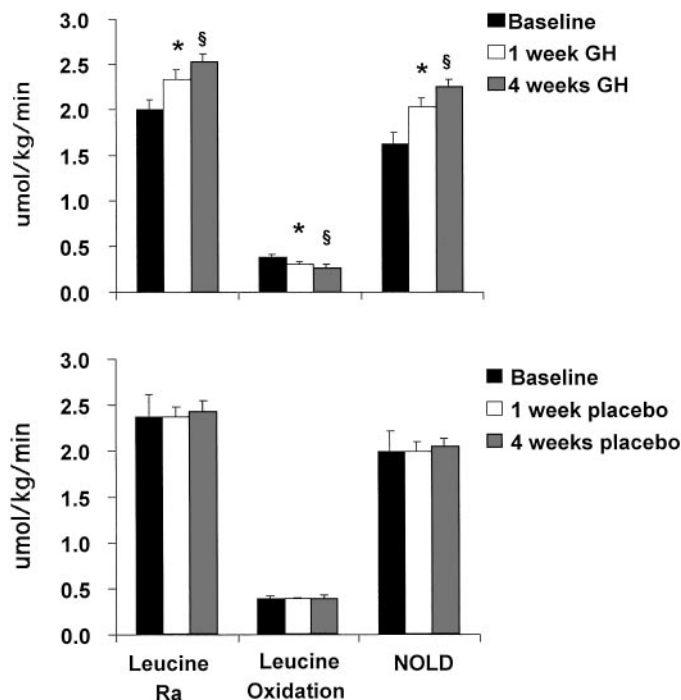 3.0
2.5
2.0
1.5
1.0
0.5
0.0
umol/kg/min
* §
* §
* §
Baseline
1 week GH
4 weeks GH
3.0
2.5
2.0
1.5
1.0
0.5
0.0
umol/kg/min
Baseline
1 week placebo
4 weeks placebo
Leucine
Ra
Leucine
Oxidation
NOLD